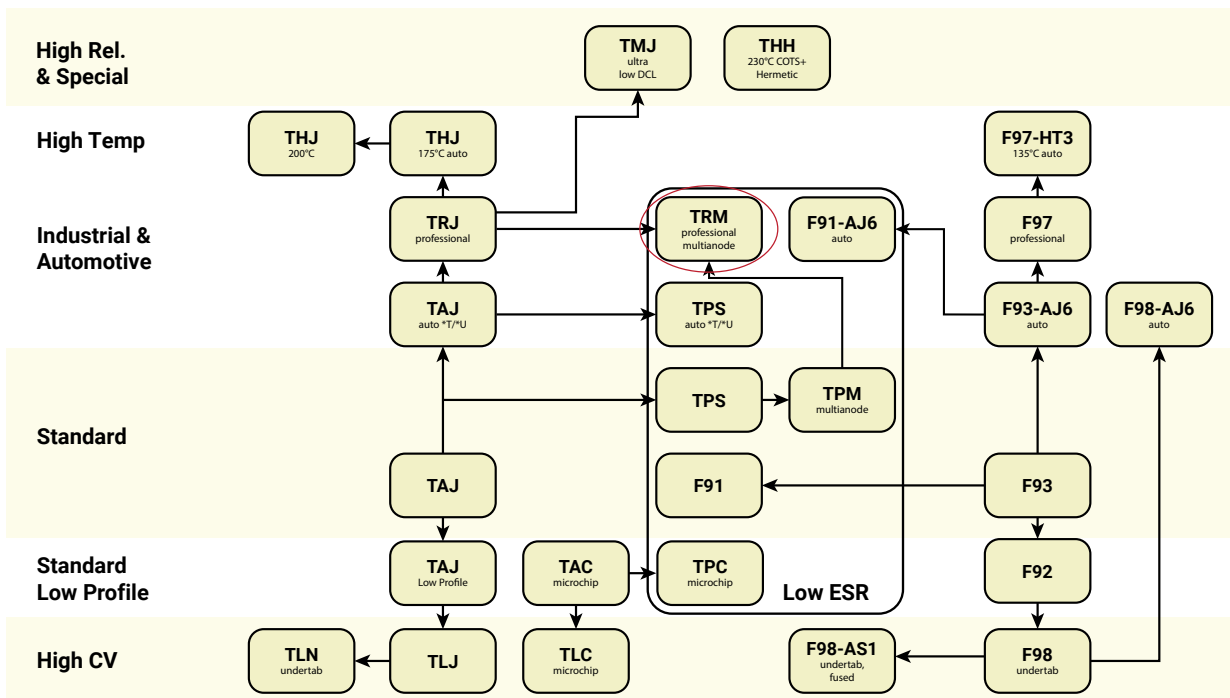 High Rel.
& Special
TMJ
ultra
low DCL
THH
230°C COTS+
Hermetic
High Temp
THJ
200°C
THJ
175°C auto
F97-HT3
135°C auto
Industrial &
Automotive
TRJ
professional
TRM
professional
multianode
F91-AJ6
auto
F97
professional
TAJ
auto *T/*U
TPS
auto *T/*U
F93-AJ6
auto
F98-AJ6
auto
Standard
TPS
TPM
multianode
TAJ
F91
F93
Standard
Low Profile
TAJ
Low Profile
TAC
microchip
TPC
microchip
Low ESR
F92
High CV
TLN
undertab
TLJ
TLC
microchip
F98-AS1
undertab,
fused
F98
undertab